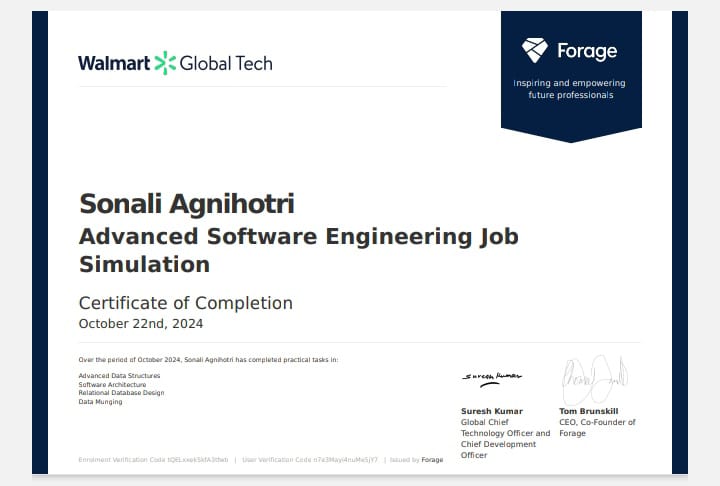 Walmart Global Tech
Forage
Inspiring and empowering
future professionals
Sonali Agnihotri
Advanced Software Engineering Job
Simulation
Certificate of Completion
October 22nd, 2024
Over the period of October 2024, Sonali Agnihotri has completed practical tasks in:
Advanced Data Structures
Software Architecture
Relational Database Design
Data Munging
Suresh Kumar
Suresh Kumar
Global Chief
Technology Officer and
Chief Development
Officer
Tom Brunskill
CEO, Co-Founder of
Forage
Enrolment Verification Code | User Verification Code | Issued by Forage